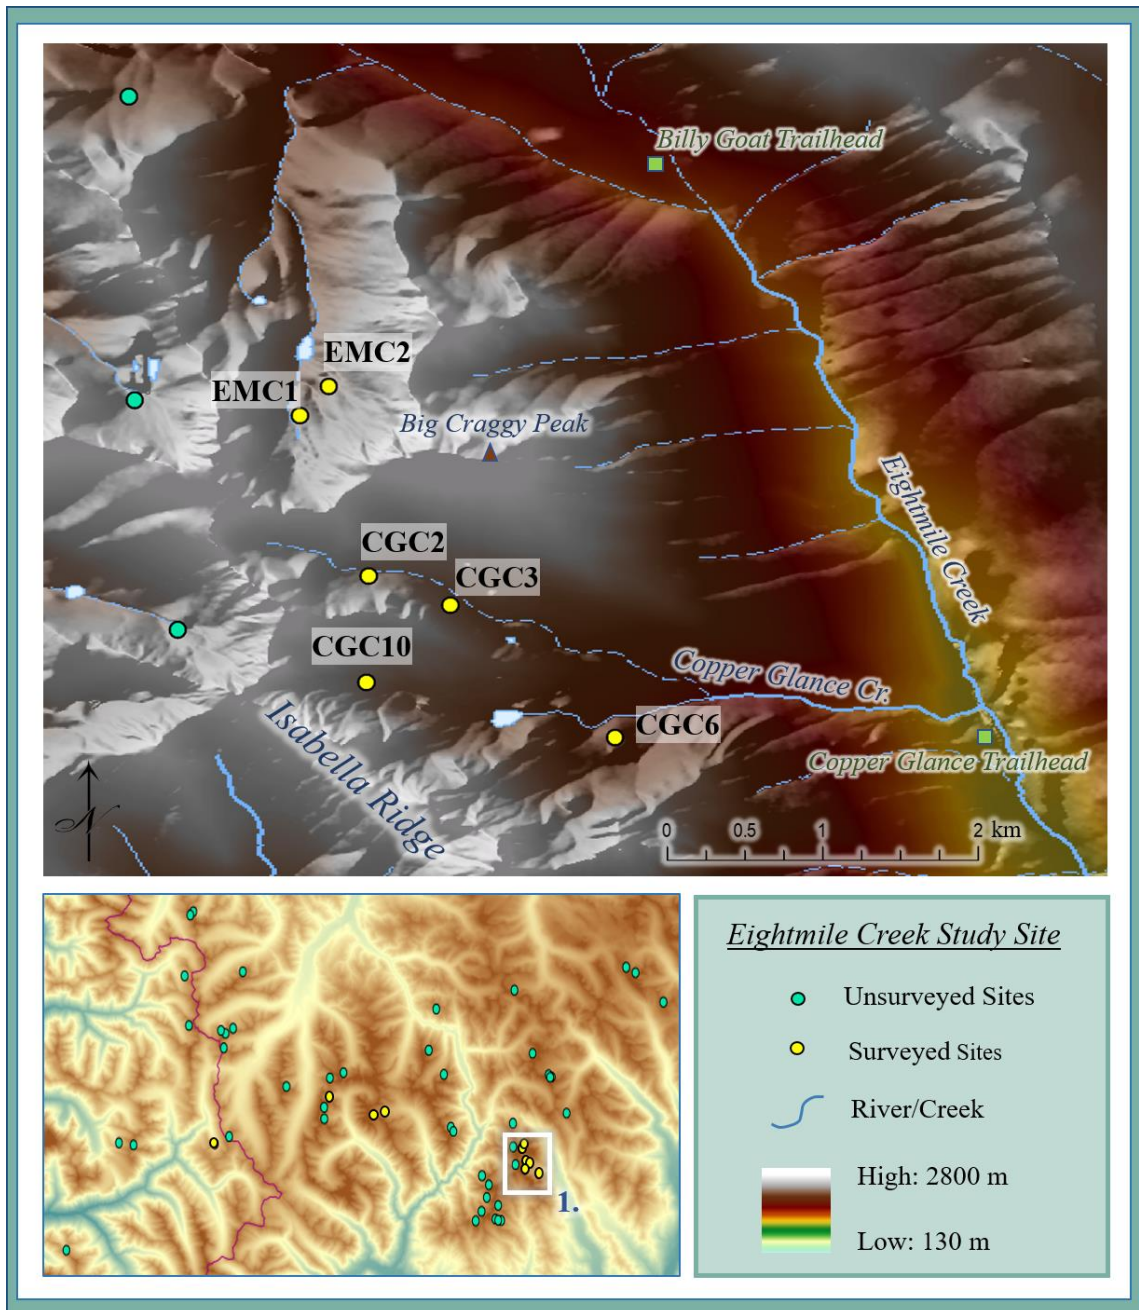 Billy Goat Trailhead
EMC2
EMC1
Big Craggy Peak
Eightmile Creek
CGC2
CGC3
CGC10
Copper Glance Cr.
Isabella Ridge
CGC6
Copper Glance Trailhead
N
0 0.5 1 2 km
1.
Eightmile Creek Study Site
Unsurveyed Sites
Surveyed Sites
River/Creek
High: 2800 m
Low: 130 m